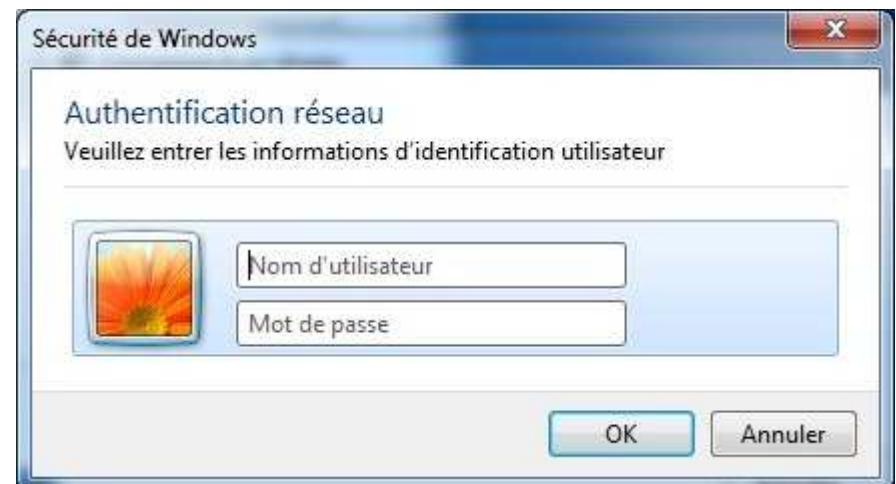 Sécurité de Windows
Authentification réseau
Veuillez entrer les informations d'identification utilisateur
Nom d'utilisateur
Mot de passe
OK
Annuler